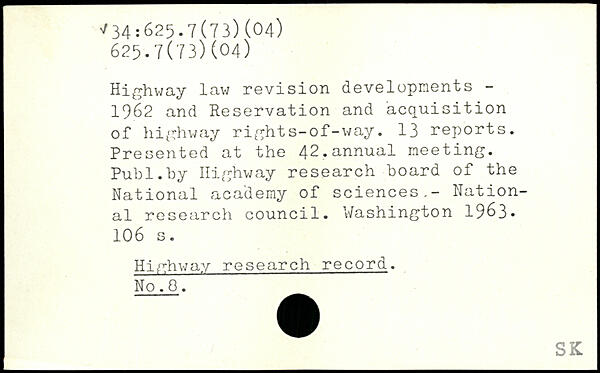 √34:625.7(73)(04)
625.7(73)(04)
Highway law revision developments -
1962 and Reservation and acquisition
of highway rights-of-way. 13 reports.
Presented at the 42.annual meeting.
Publ.by Highway research board of the
National academy of sciences.- Nation-
al research council. Washington 1963.
106 s.
Highway research record.
No.8.
SK